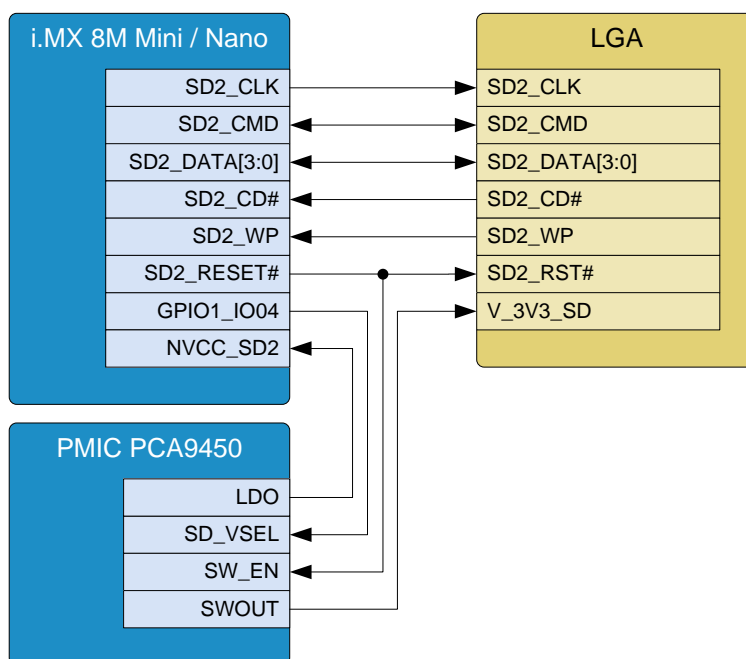 i.MX 8M Mini / Nano
SD2_CLK
SD2_CMD
SD2_DATA[3:0]
SD2_CD#
SD2_WP
SD2_RESET#
GPIO1_IO04
NVCC_SD2
LGA
SD2_CLK
SD2_CMD
SD2_DATA[3:0]
SD2_CD#
SD2_WP
SD2_RST#
V_3V3_SD
PMIC PCA9450
LDO
SD_VSEL
SW_EN
SWOUT